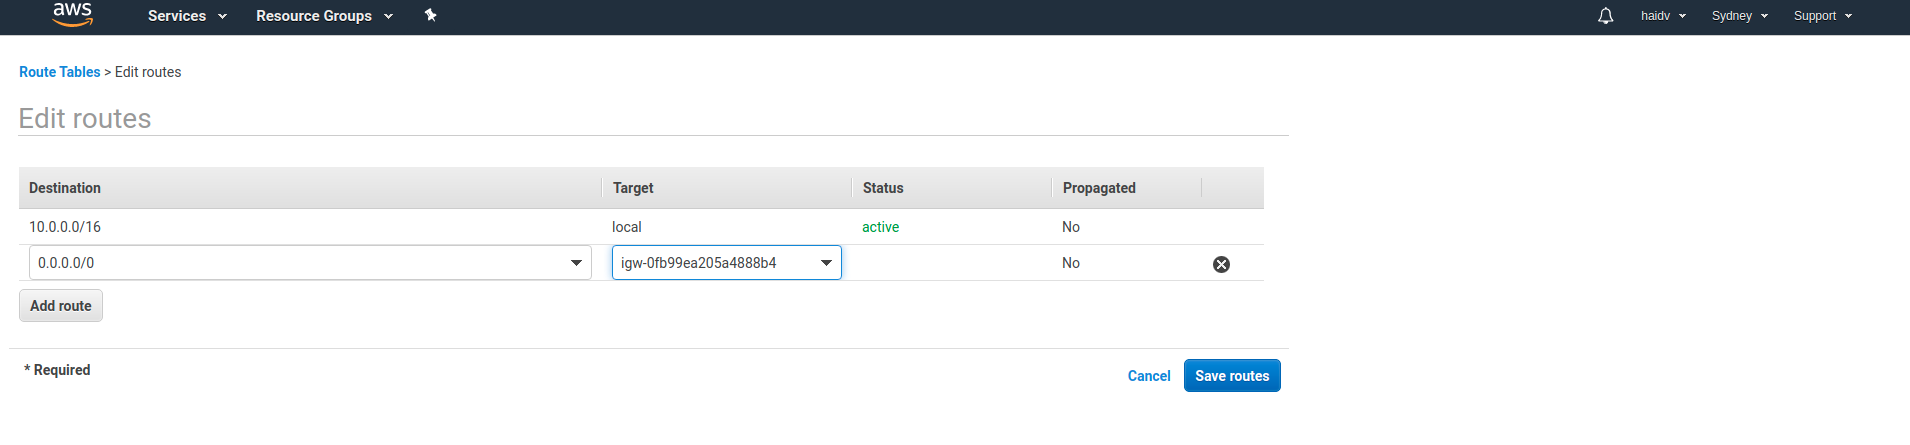 aws Services Resource Groups haidv Sydney Support
Route Tables > Edit routes
Edit routes
Destination Target Status Propagated
10.0.0.0/16 local active No
0.0.0.0/0 igw-0fb99ea205a4888b4 No
Add route
* Required
Cancel Save routes